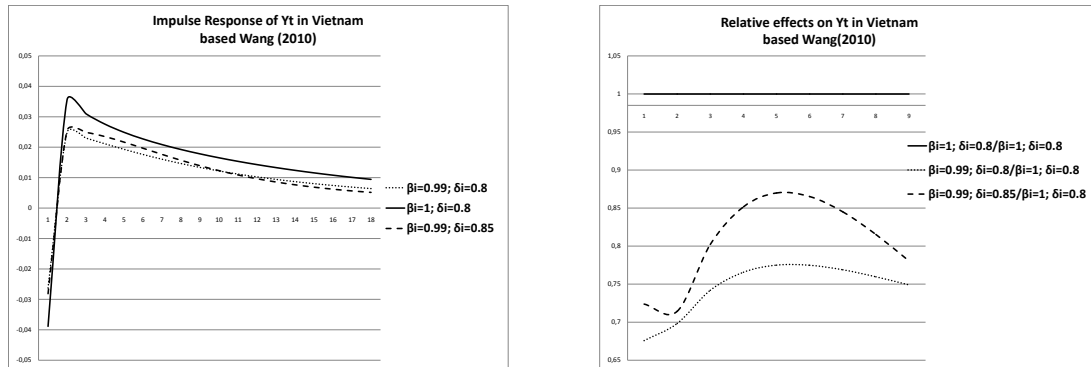 Impulse Response of Yt in Vietnam
based Wang (2010)
0,05
0,04
0,03
0,02
0,01
0
-0,01
-0,02
-0,03
-0,04
-0,05
1 2 3 4 5 6 7 8 9 10 11 12 13 14 15 16 17 18
βi=0.99; δi=0.8
βi=1; δi=0.8
βi=0.99; δi=0.85
Relative effects on Yt in Vietnam
based Wang(2010)
1,05
1
0,95
0,9
0,85
0,8
0,75
0,7
0,65
1 2 3 4 5 6 7 8 9
βi=1; δi=0.8/βi=1; δi=0.8
βi=0.99; δi=0.8/βi=1; δi=0.8
βi=0.99; δi=0.85/βi=1; δi=0.8